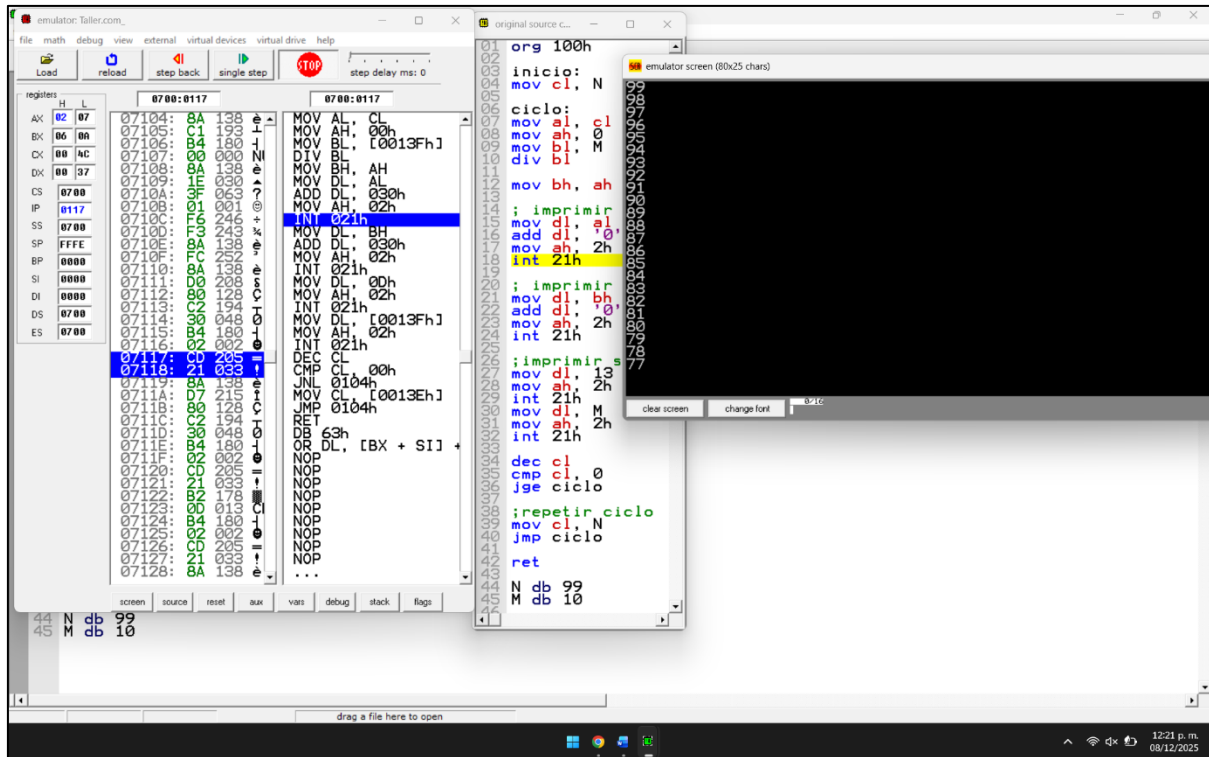 emulator: Taller.com_
file math debug view external virtual devices virtual drive help
Load reload step back single step STOP step delay ms: 0
registers
H L
AX 02 07
BX 06 0A
CX 00 4C
DX 00 37
CS 0700
IP 0117
SS 0700
SP FFFE
BP 0000
SI 0000
DI 0000
DS 0700
ES 0700
0700:0117
07104: 8A 138 è
07105: C1 193 ┴
07106: B4 180 ┤
07107: 00 000 NU
07108: 8A 138 è
07109: 1E 030 ▲
0710A: 3F 063 ?
0710B: 01 001 ☺
0710C: F6 246 ÷
0710D: F3 243 ¾
0710E: 8A 138 è
0710F: FC 252 ³
07110: 8A 138 è
07111: D0 208 š
07112: 80 128 Ç
07113: C2 194 ┬
07114: 30 048 0
07115: B4 180 ┤
07116: 02 002 ☻
07117: CD 205 =
07118: 21 033 !
07119: 8A 138 è
0711A: D7 215 Î
0711B: 80 128 Ç
0711C: C2 194 ┬
0711D: 30 048 0
0711E: B4 180 ┤
0711F: 02 002 ☻
07120: CD 205 =
07121: 21 033 !
07122: B2 178 ▓
07123: 0D 013 CR
07124: B4 180 ┤
07125: 02 002 ☻
07126: CD 205 =
07127: 21 033 !
07128: 8A 138 è
0700:0117
MOV AL, CL
MOV AH, 00h
MOV BL, [0013Fh]
DIV BL
MOV BH, AH
MOV DL, AL
ADD DL, 030h
MOV AH, 02h
INT 021h
MOV DL, BH
ADD DL, 030h
MOV AH, 02h
INT 021h
MOV DL, 0Dh
MOV AH, 02h
INT 021h
MOV DL, [0013Fh]
MOV AH, 02h
INT 021h
DEC CL
CMP CL, 00h
JNL 0104h
MOV CL, [0013Eh]
JMP 0104h
RET
DB 63h
OR DL, [BX + SI] +
NOP
NOP
NOP
NOP
NOP
NOP
NOP
NOP
NOP
...
screen source reset aux vars debug stack flags
original source c...
01 org 100h
02
03 inicio:
04 mov cl, N
05
06 ciclo:
07 mov al, cl
08 mov ah, 0
09 mov bl, M
10 div bl
11
12 mov bh, ah
13
14 ; imprimir
15 mov dl, al
16 add dl, '0'
17 mov ah, 2h
18 int 21h
19
20 ; imprimir
21 mov dl, bh
22 add dl, '0'
23 mov ah, 2h
24 int 21h
25
26 ;imprimir s
27 mov dl, 13
28 mov ah, 2h
29 int 21h
30 mov dl, M
31 mov ah, 2h
32 int 21h
33
34 dec cl
35 cmp cl, 0
36 jge ciclo
37
38 ;repetir ciclo
39 mov cl, N
40 jmp ciclo
41
42 ret
43
44 N db 99
45 M db 10
46
emulator screen (80x25 chars)
99
98
97
96
95
94
93
92
91
90
89
88
87
86
85
84
83
82
81
80
79
78
77
clear screen change font 0/16
44 N db 99
45 M db 10
drag a file here to open
12:21 p. m.
08/12/2025